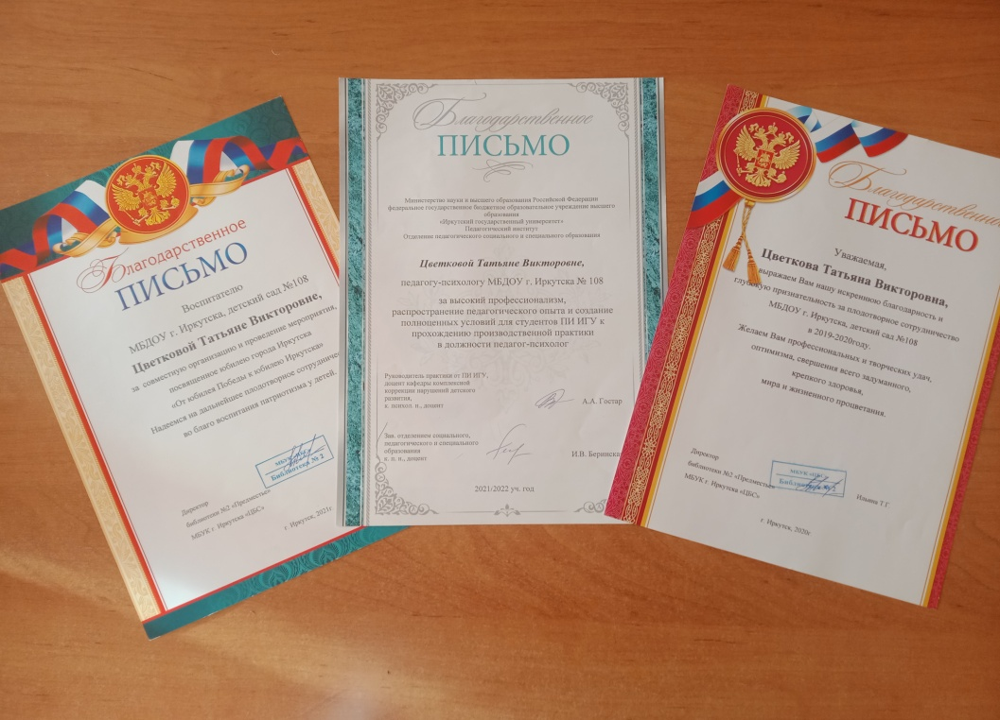 Благодарственное
ПИСЬМО
Воспитателю
МБДОУ г. Иркутска, детский сад №108
Цветковой Татьяне Викторовне,
за совместную организацию и проведение мероприятия,
посвященное юбилею города Иркутска
«От юбилея Победы к юбилею Иркутска»
Надеемся на дальнейшее плодотворное сотрудниче
во благо воспитания патриотизма у детей.
МБУК «ЦБС»
Библиотека № 2
Директор
библиотеки №2 «Предместье»
МБУК г. Иркутска «ЦБС»
г. Иркутск, 2021г.
Благодарственное
ПИСЬМО
Министерство науки и высшего образования Российской Федерации
федеральное государственное бюджетное образовательное учреждение высшего
образования
«Иркутский государственный университет»
Педагогический институт
Отделение педагогического социального и специального образования
Цветковой Татьяне Викторовне,
педагогу-психологу МБДОУ г. Иркутска № 108
за высокий профессионализм,
распространение педагогического опыта и создание
полноценных условий для студентов ПИ ИГУ к
прохождению производственной практики
в должности педагог-психолог
Руководитель практики от ПИ ИГУ,
доцент кафедры комплексной
коррекции нарушений детского
развития,
к. психол. н., доцент
А.А. Гостар
Зав. отделением социального,
педагогического и специального
образования
к. п. н., доцент
И.В. Беринска
2021/2022 уч. год
Благодарственно
ПИСЬМО
Уважаемая,
Цветкова Татьяна Викторовна,
выражаем Вам нашу искреннюю благодарность и
глубокую признательность за плодотворное сотрудничество
МБДОУ г. Иркутска, детский сад №108
в 2019-2020году.
Желаем Вам профессиональных и творческих удач,
оптимизма, свершения всего задуманного,
крепкого здоровья,
мира и жизненного процветания.
Директор
библиотеки №2 «Предместье»
МБУК г. Иркутска «ЦБС»
МБУК «ЦБС»
Библиотека № 2
Ильина Т.Г.
г. Иркутск, 2020г